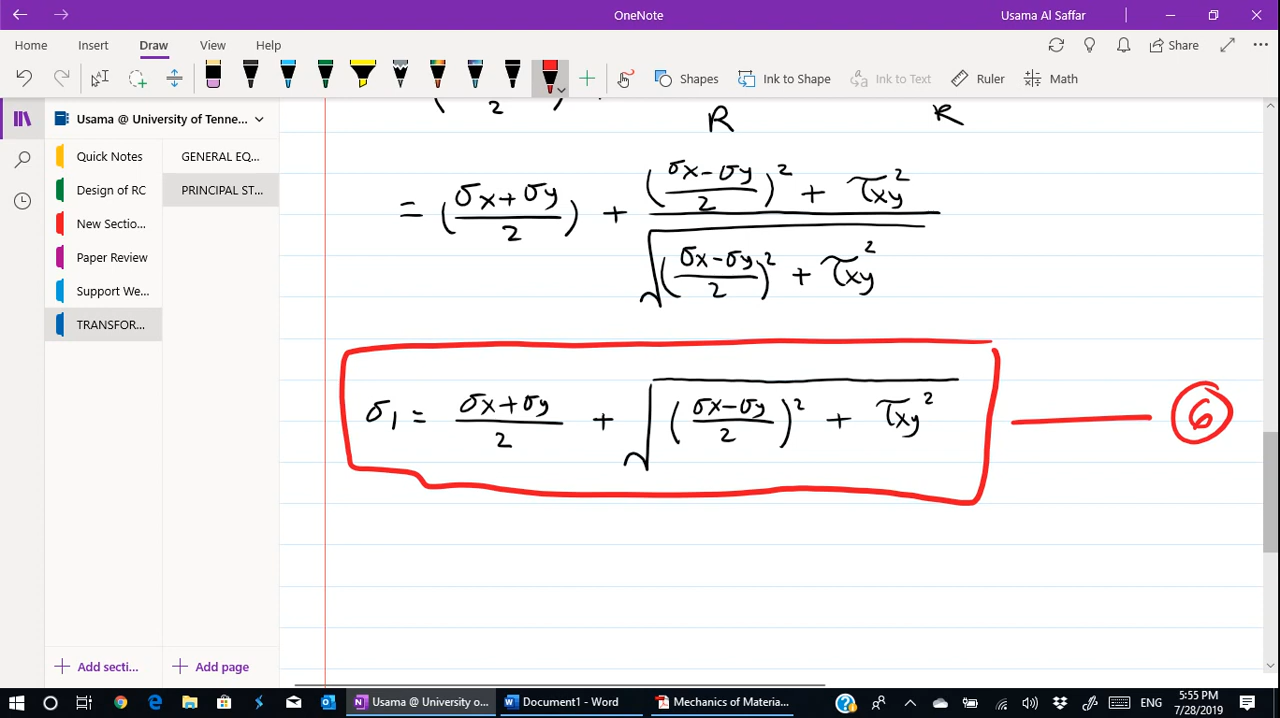 OneNote
Usama Al Saffar
Home Insert Draw View Help
Share
Shapes
Ink to Shape
Ink to Text
Ruler
Math
Usama @ University of Tenne...
Quick Notes
Design of RC
New Sectio...
Paper Review
Support We...
TRANSFOR...
GENERAL EQ...
PRINCIPAL ST...
2 R R
= (σx+σy/2) + ((σx-σy/2)² + τxy²)/√((σx-σy/2)² + τxy²)
σ1 = σx+σy/2 + √((σx-σy/2)² + τxy²) 6
Add secti...
Add page
Usama @ University o...
Document1 - Word
Mechanics of Materia...
ENG
5:55 PM
7/28/2019